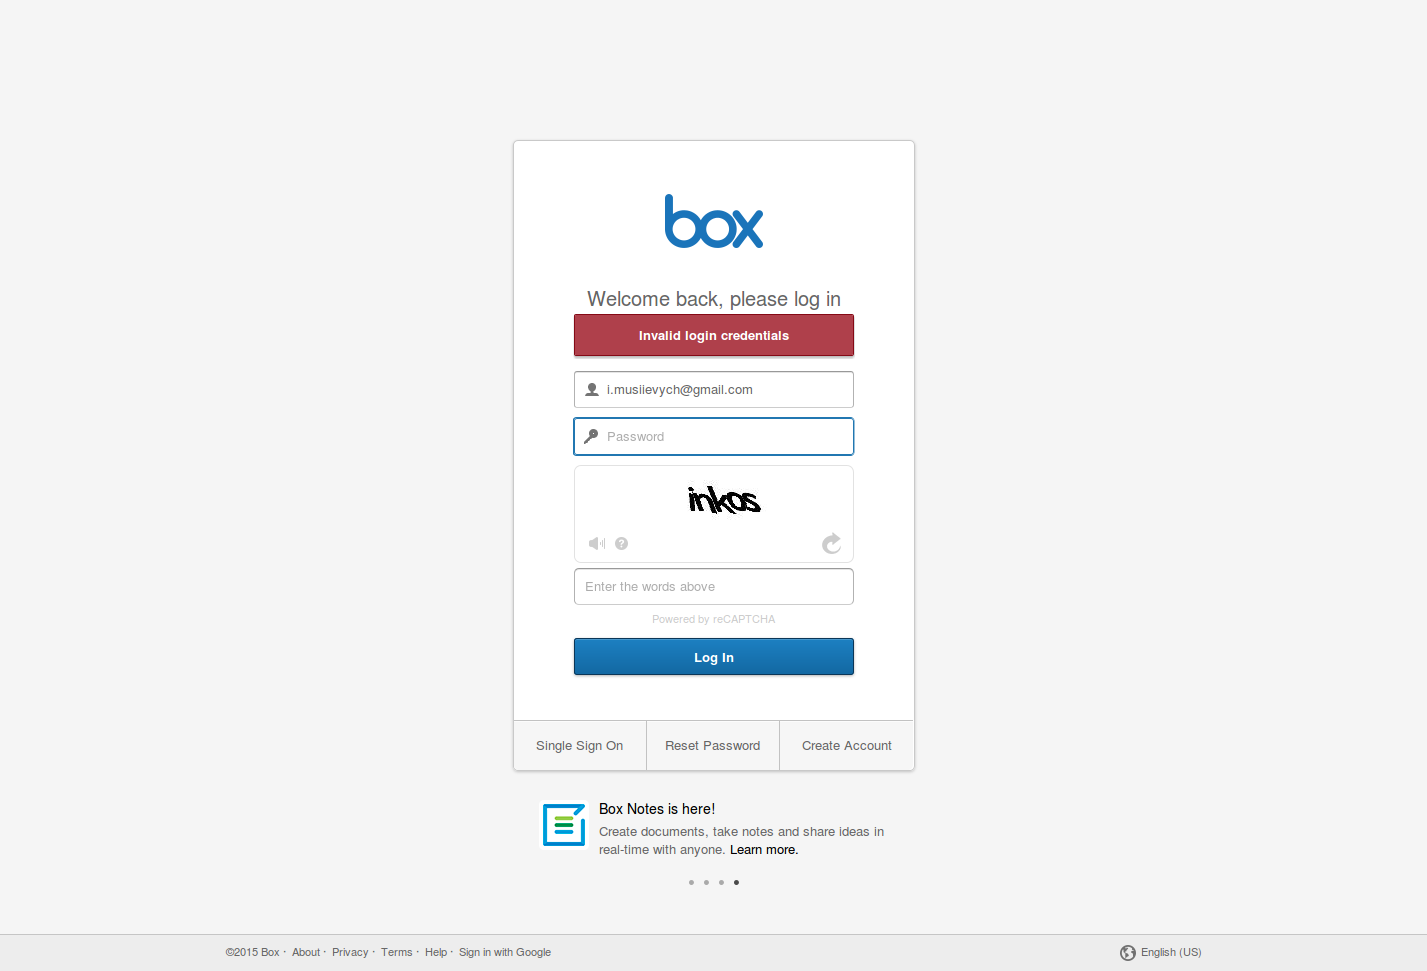 box
Welcome back, please log in
Invalid login credentials
i.musiievych@gmail.com
Password
Enter the words above
Powered by reCAPTCHA
Log In
Single Sign On
Reset Password
Create Account
Box Notes is here!
Create documents, take notes and share ideas in
real-time with anyone. Learn more.
©2015 Box · About · Privacy · Terms · Help · Sign in with Google
English (US)